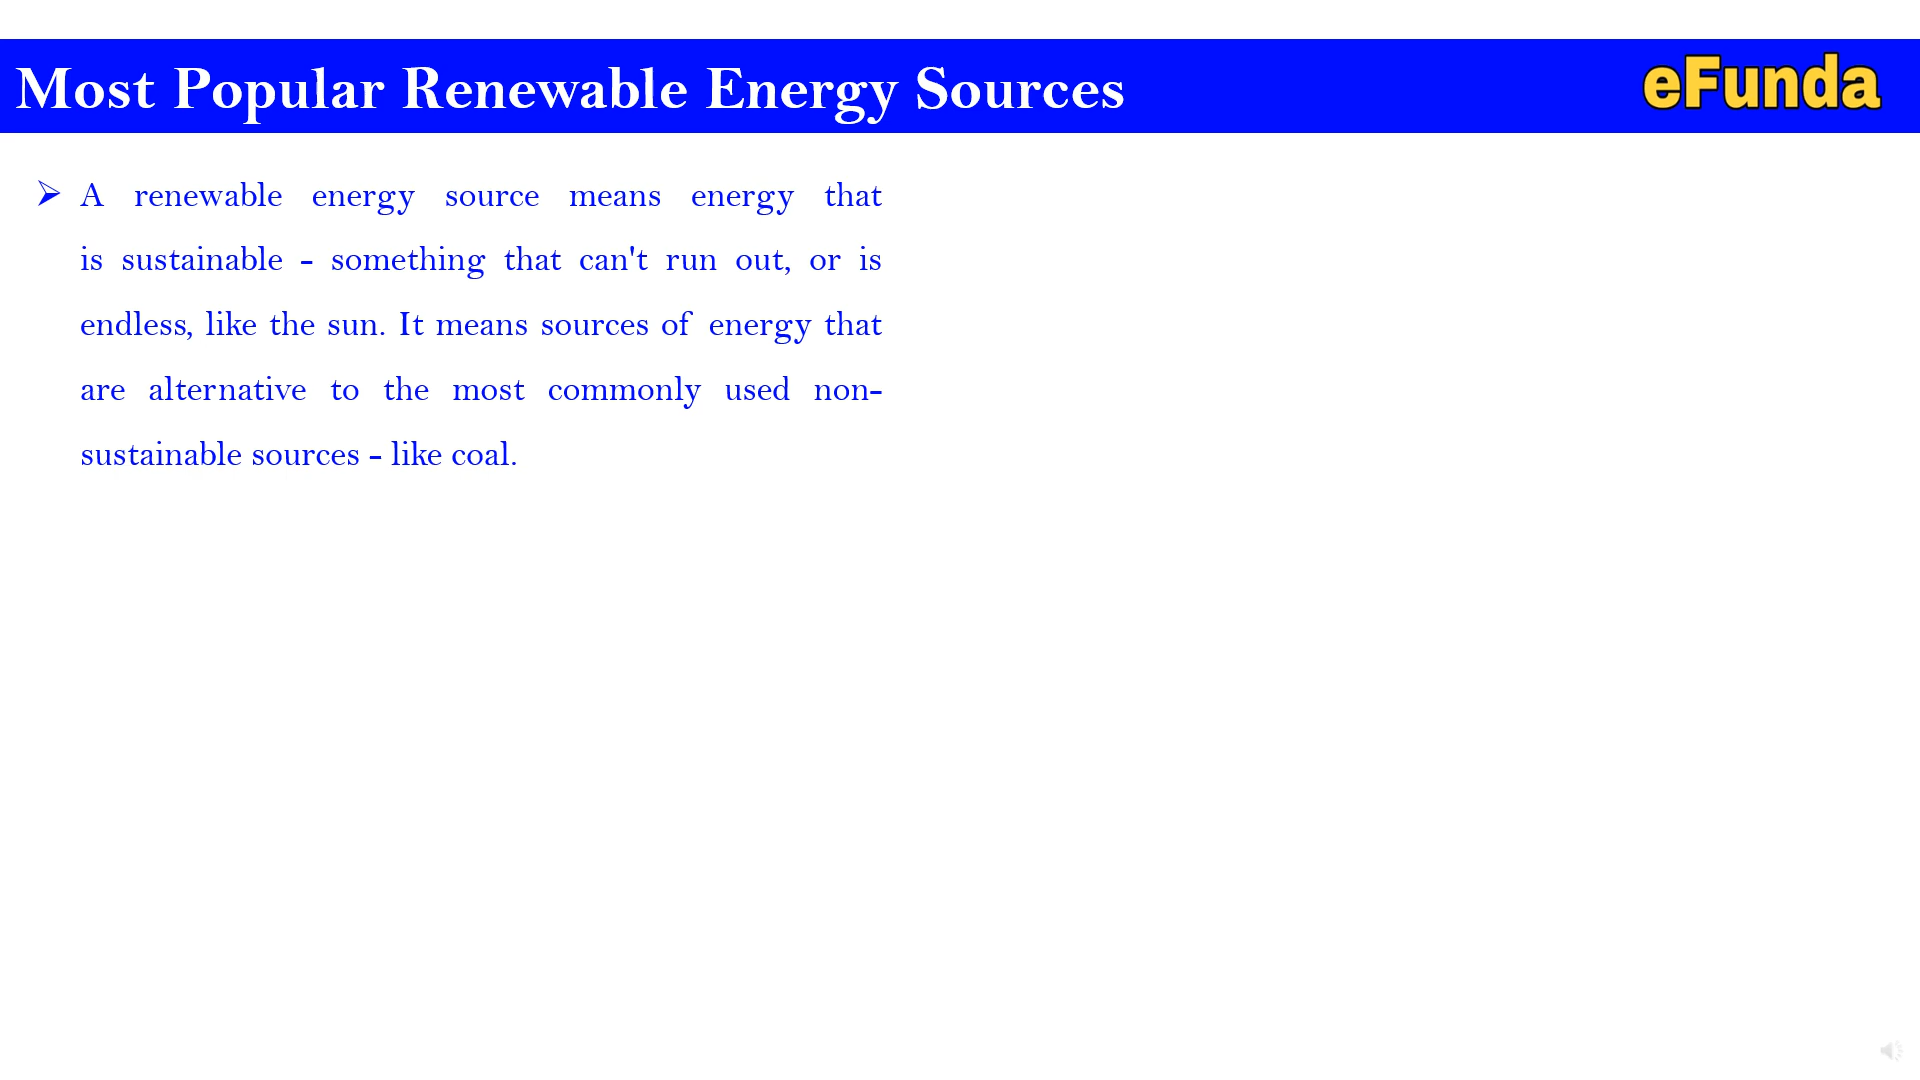 Most Popular Renewable Energy Sources
eFunda
➢ A renewable energy source means energy that
is sustainable - something that can't run out, or is
endless, like the sun. It means sources of energy that
are alternative to the most commonly used non-
sustainable sources - like coal.